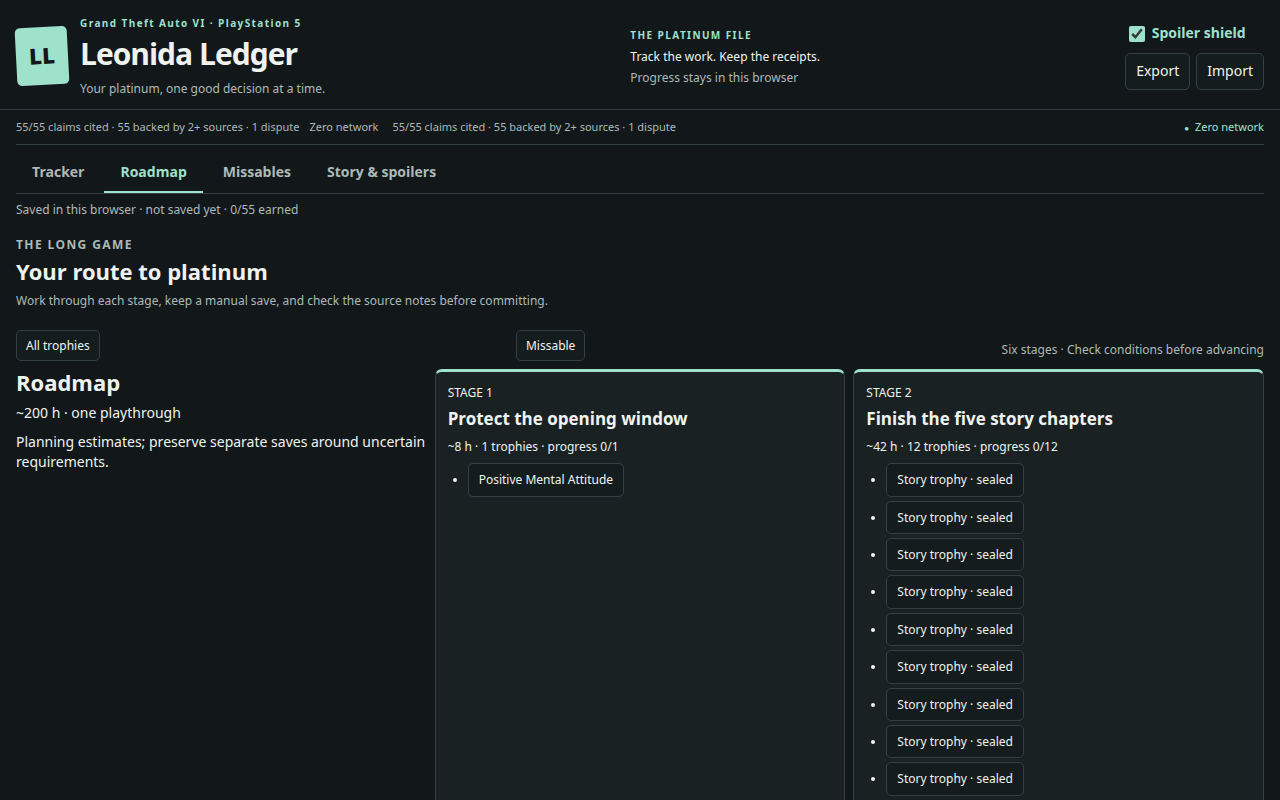 LL
Grand Theft Auto VI · PlayStation 5
Leonida Ledger
Your platinum, one good decision at a time.
THE PLATINUM FILE
Track the work. Keep the receipts.
Progress stays in this browser
Spoiler shield
Export
Import
55/55 claims cited · 55 backed by 2+ sources · 1 dispute
Zero network
55/55 claims cited · 55 backed by 2+ sources · 1 dispute
• Zero network
Tracker
Roadmap
Missables
Story & spoilers
Saved in this browser · not saved yet · 0/55 earned
THE LONG GAME
Your route to platinum
Work through each stage, keep a manual save, and check the source notes before committing.
All trophies
Missable
Six stages · Check conditions before advancing
Roadmap
~200 h · one playthrough
Planning estimates; preserve separate saves around uncertain
requirements.
STAGE 1
Protect the opening window
~8 h · 1 trophies · progress 0/1
• Positive Mental Attitude
STAGE 2
Finish the five story chapters
~42 h · 12 trophies · progress 0/12
• Story trophy · sealed
• Story trophy · sealed
• Story trophy · sealed
• Story trophy · sealed
• Story trophy · sealed
• Story trophy · sealed
• Story trophy · sealed
• Story trophy · sealed
• Story trophy · sealed